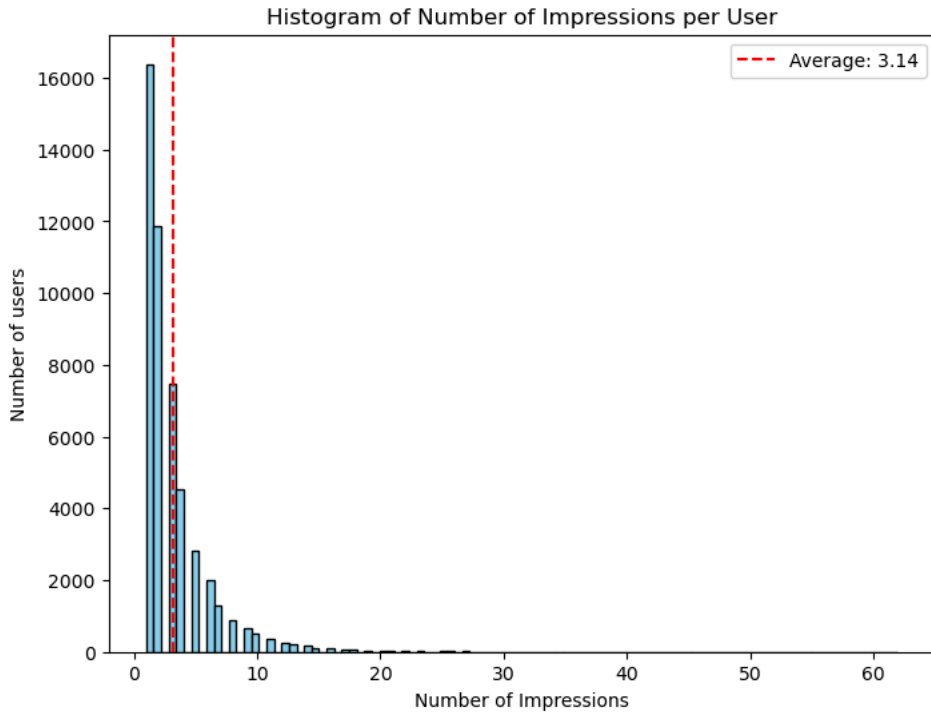 Histogram of Number of Impressions per User
Average: 3.14
16000
14000
12000
10000
8000
6000
4000
2000
0
Number of users
0 10 20 30 40 50 60
Number of Impressions